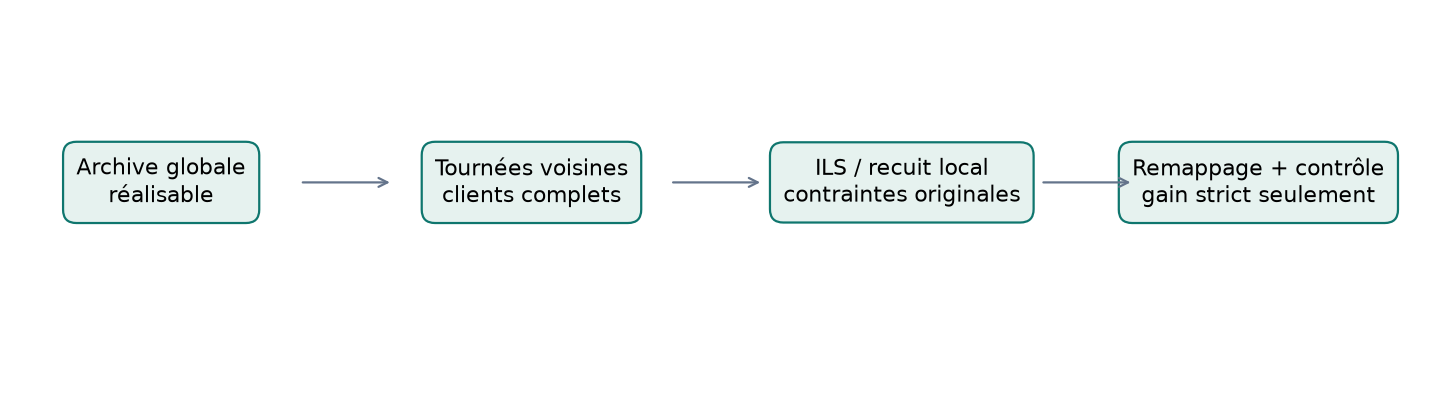 Archive globale
réalisable
Tournées voisines
clients complets
ILS / recuit local
contraintes originales
Remappage + contrôle
gain strict seulement